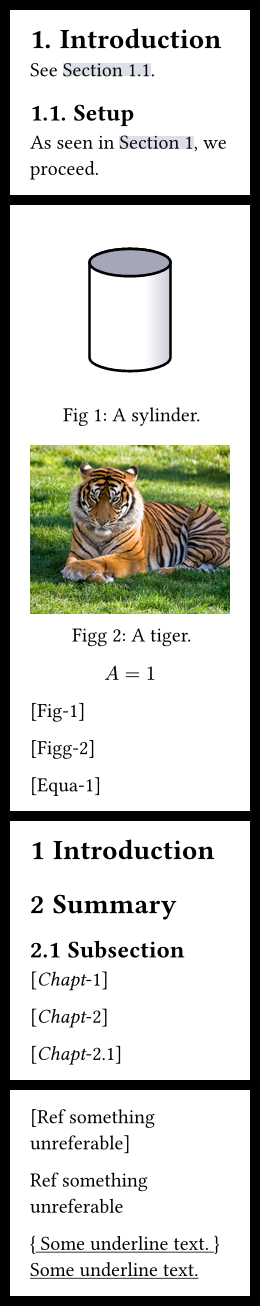 1. Introduction
See Section 1.1.
1.1. Setup
As seen in Section 1, we
proceed.
Fig 1: A sylinder.
Figg 2: A tiger.
A = 1
[Fig-1]
[Figg-2]
[Equa-1]
1 Introduction
2 Summary
2.1 Subsection
[Chapt-1]
[Chapt-2]
[Chapt-2.1]
[Ref something
unreferable]
Ref something
unreferable
{ Some underline text. }
Some underline text.